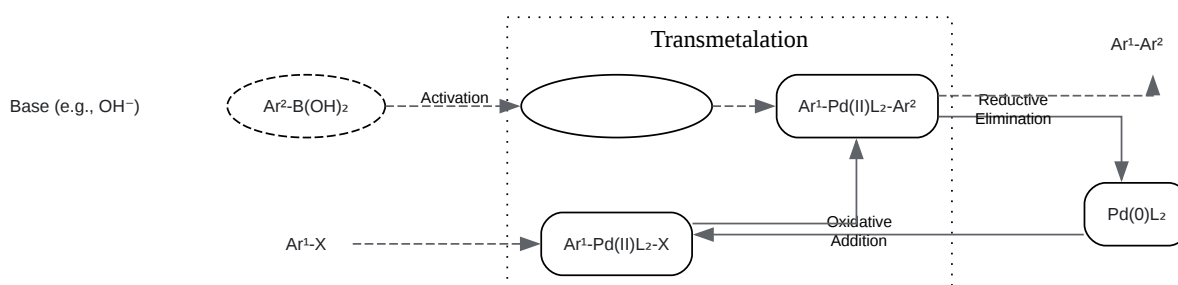 Transmetalation
Ar¹-Ar²
Base (e.g., OH⁻)
Ar²-B(OH)₂
Activation
Ar¹-Pd(II)L₂-Ar²
Reductive
Elimination
Ar¹-X
Ar¹-Pd(II)L₂-X
Oxidative
Addition
Pd(0)L₂